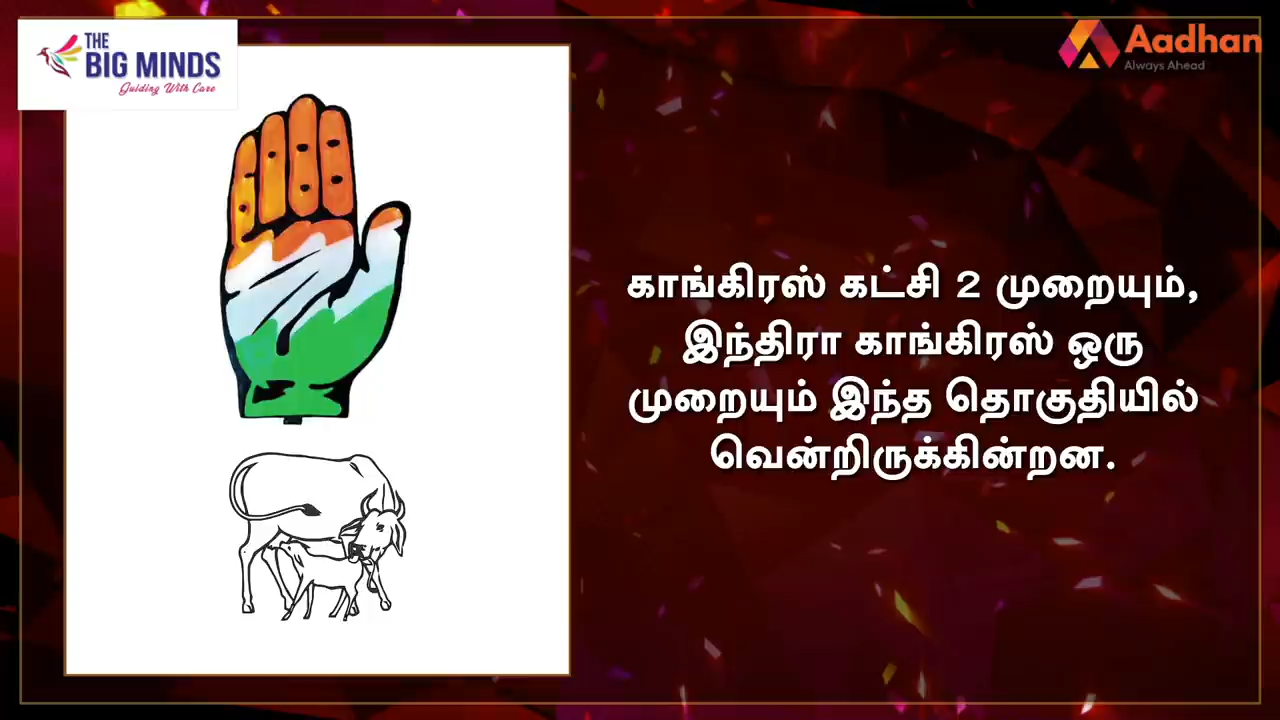 THE
BIG MINDS
Guiding With Care
Aadhan
Always Ahead
காங்கிரஸ் கட்சி 2 முறையும்,
இந்திரா காங்கிரஸ் ஒரு
முறையும் இந்த தொகுதியில்
வென்றிருக்கின்றன.